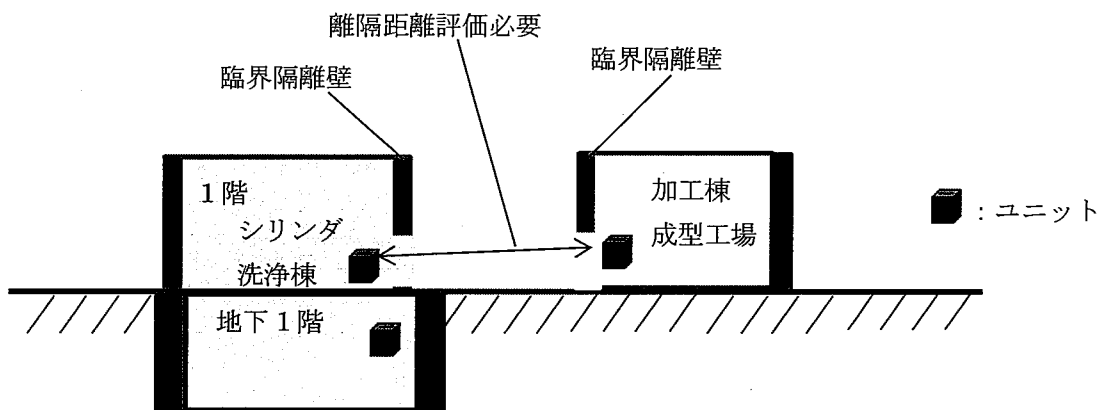 離隔距離評価必要
臨界隔離壁
臨界隔離壁
1階
シリンダ
洗浄棟
地下1階
加工棟
成型工場
:ユニット